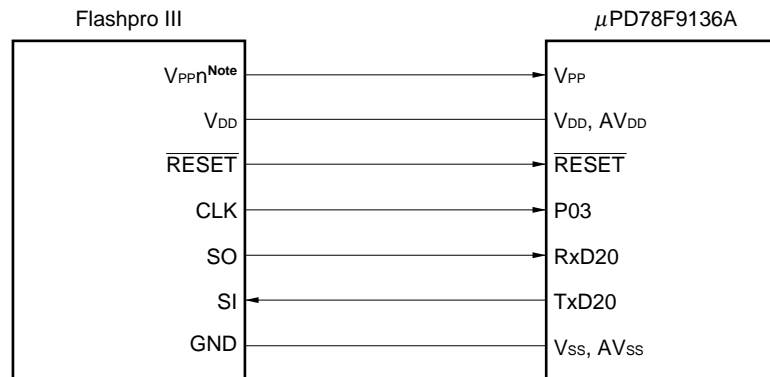 Flashpro III μPD78F9136A
VPPnNote VPP
VDD VDD, AVDD
RESET RESET
CLK P03
SO RxD20
SI TxD20
GND VSS, AVSS